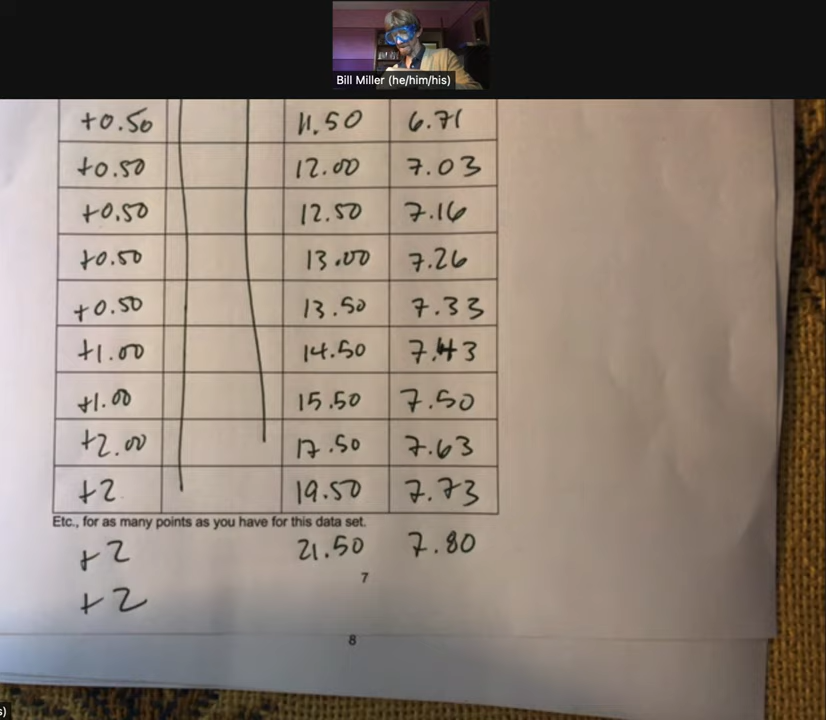 Bill Miller (he/him/his)
+0.50 11.50 6.71
+0.50 12.00 7.03
+0.50 12.50 7.16
+0.50 13.00 7.26
+0.50 13.50 7.33
+1.00 14.50 7.43
+1.00 15.50 7.50
+2.00 17.50 7.63
+2 19.50 7.73
Etc., for as many points as you have for this data set.
+2 21.50 7.80
7
+2
8
s)